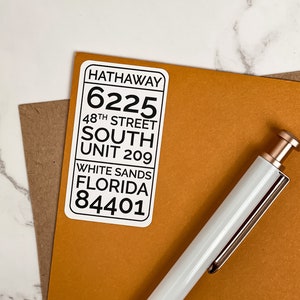 HATHAWAY
6225
48TH STREET
SOUTH
UNIT 209
WHITE SANDS
FLORIDA
84401